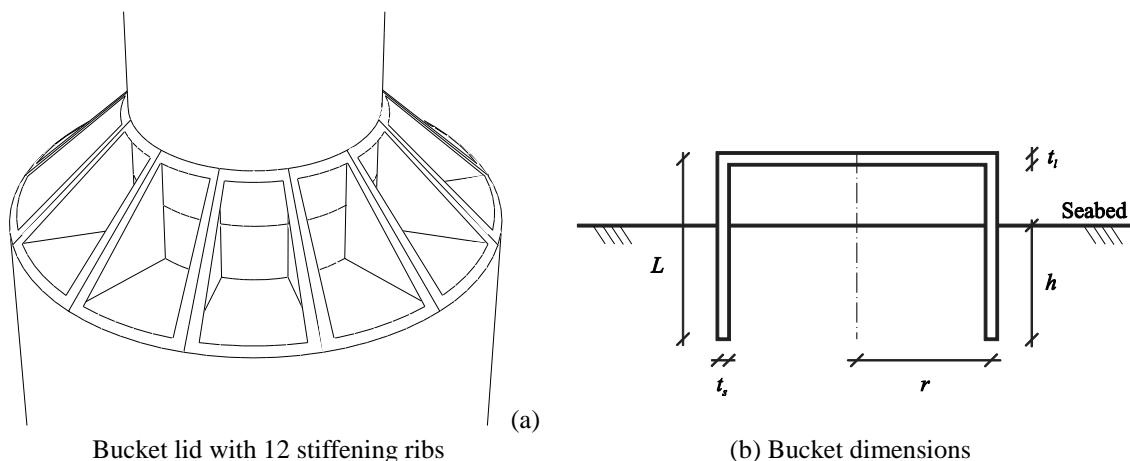 t_l
Seabed
L
h
t_s
r
(a)
Bucket lid with 12 stiffening ribs
(b) Bucket dimensions